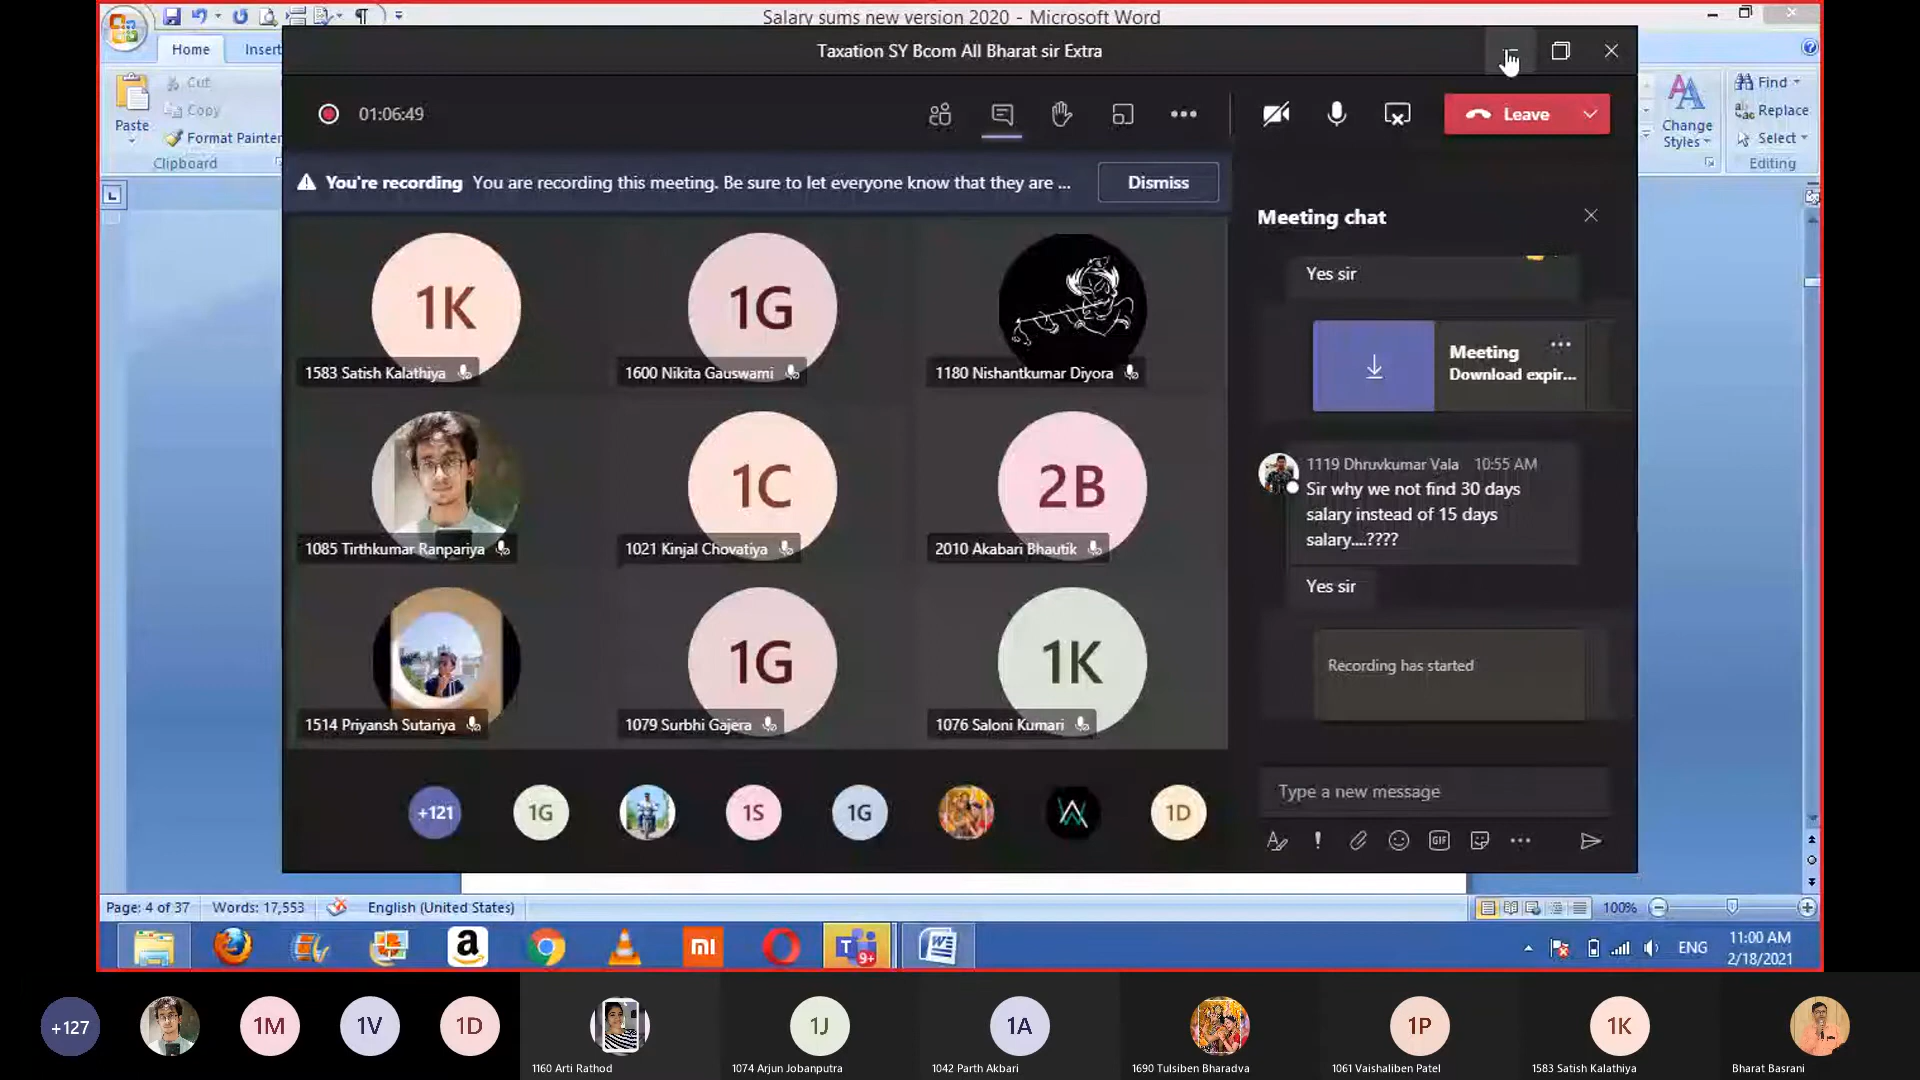 Salary sums new version 2020 - Microsoft Word
Home
Insert
Paste
Cut
Copy
Format Painter
Clipboard
Change
Styles
Find
Replace
Select
Editing
Taxation SY Bcom All Bharat sir Extra
01:06:49
Leave
You're recording You are recording this meeting. Be sure to let everyone know that they are ...
Dismiss
1K
1583 Satish Kalathiya
1G
1600 Nikita Gauswami
1180 Nishantkumar Diyora
1085 Tirthkumar Ranpariya
1C
1021 Kinjal Chovatiya
2B
2010 Akabari Bhautik
1514 Priyansh Sutariya
1G
1079 Surbhi Gajera
1K
1076 Saloni Kumari
+121
1G
1S
1G
1D
Meeting chat
Yes sir
Meeting
Download expir...
1119 Dhruvkumar Vala 10:55 AM
Sir why we not find 30 days
salary instead of 15 days
salary....????
Yes sir
Recording has started
Type a new message
GIF
Page: 4 of 37
Words: 17,553
English (United States)
100%
a
mi
T
9+
W
ENG
11:00 AM
2/18/2021
+127
1M
1V
1D
1160 Arti Rathod
1J
1074 Arjun Jobanputra
1A
1042 Parth Akbari
1690 Tulsiben Bharadva
1P
1061 Vaishaliben Patel
1K
1583 Satish Kalathiya
Bharat Basrani